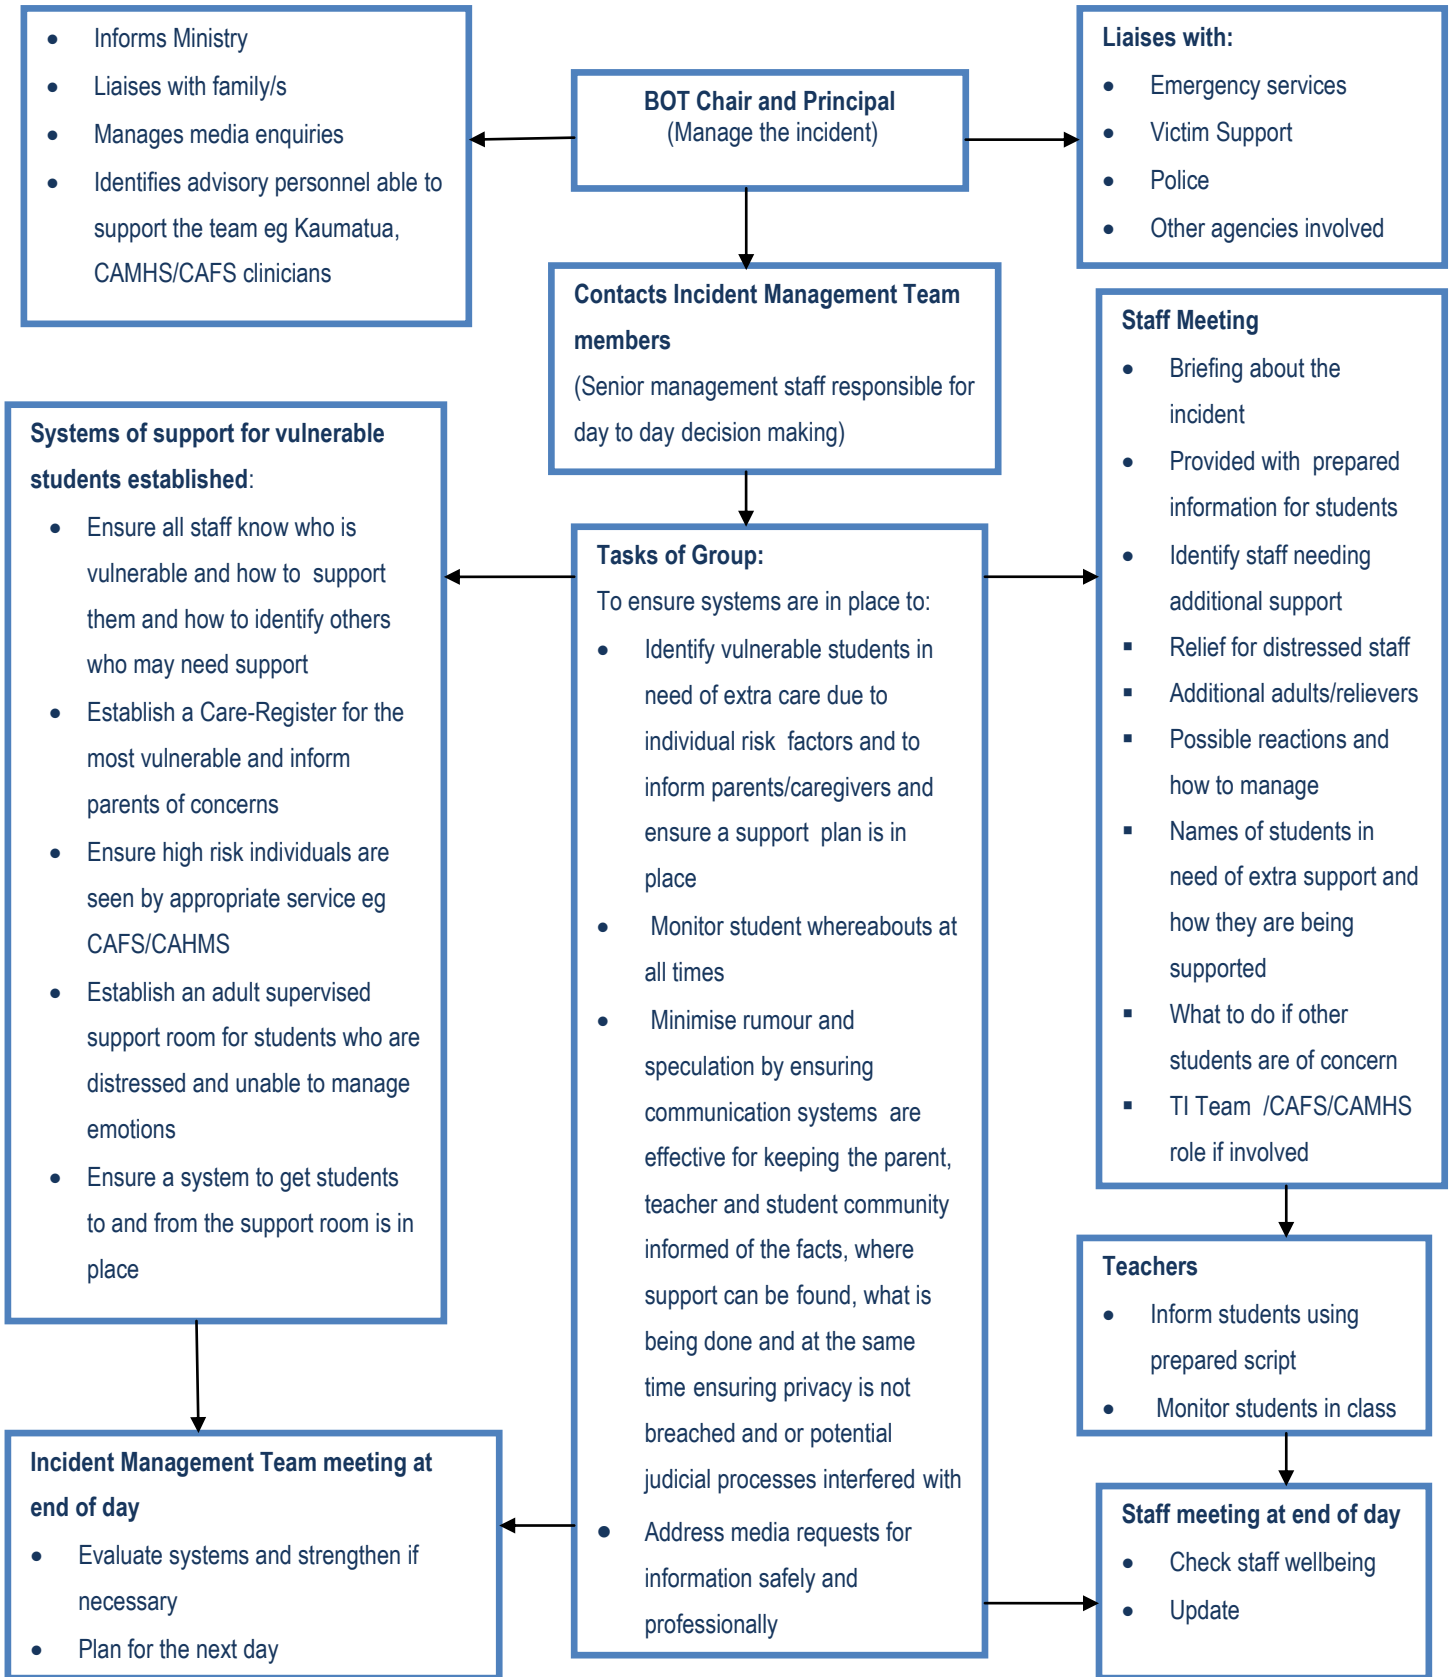 • Informs Ministry
• Liaises with family/s
• Manages media enquiries
• Identifies advisory personnel able to
support the team eg Kaumatua,
CAMHS/CAFS clinicians
BOT Chair and Principal
(Manage the incident)
Liaises with:
• Emergency services
• Victim Support
• Police
• Other agencies involved
Contacts Incident Management Team
members
(Senior management staff responsible for
day to day decision making)
Systems of support for vulnerable
students established:
• Ensure all staff know who is
vulnerable and how to support
them and how to identify others
who may need support
• Establish a Care-Register for the
most vulnerable and inform
parents of concerns
• Ensure high risk individuals are
seen by appropriate service eg
CAFS/CAHMS
• Establish an adult supervised
support room for students who are
distressed and unable to manage
emotions
• Ensure a system to get students
to and from the support room is in
place
Tasks of Group:
To ensure systems are in place to:
• Identify vulnerable students in
need of extra care due to
individual risk factors and to
inform parents/caregivers and
ensure a support plan is in
place
• Monitor student whereabouts at
all times
• Minimise rumour and
speculation by ensuring
communication systems are
effective for keeping the parent,
teacher and student community
informed of the facts, where
support can be found, what is
being done and at the same
time ensuring privacy is not
breached and or potential
judicial processes interfered with
• Address media requests for
information safely and
professionally
Staff Meeting
• Briefing about the
incident
• Provided with prepared
information for students
• Identify staff needing
additional support
▪ Relief for distressed staff
▪ Additional adults/relievers
▪ Possible reactions and
how to manage
▪ Names of students in
need of extra support and
how they are being
supported
▪ What to do if other
students are of concern
▪ TI Team /CAFS/CAMHS
role if involved
Teachers
• Inform students using
prepared script
• Monitor students in class
Incident Management Team meeting at
end of day
• Evaluate systems and strengthen if
necessary
• Plan for the next day
Staff meeting at end of day
• Check staff wellbeing
• Update